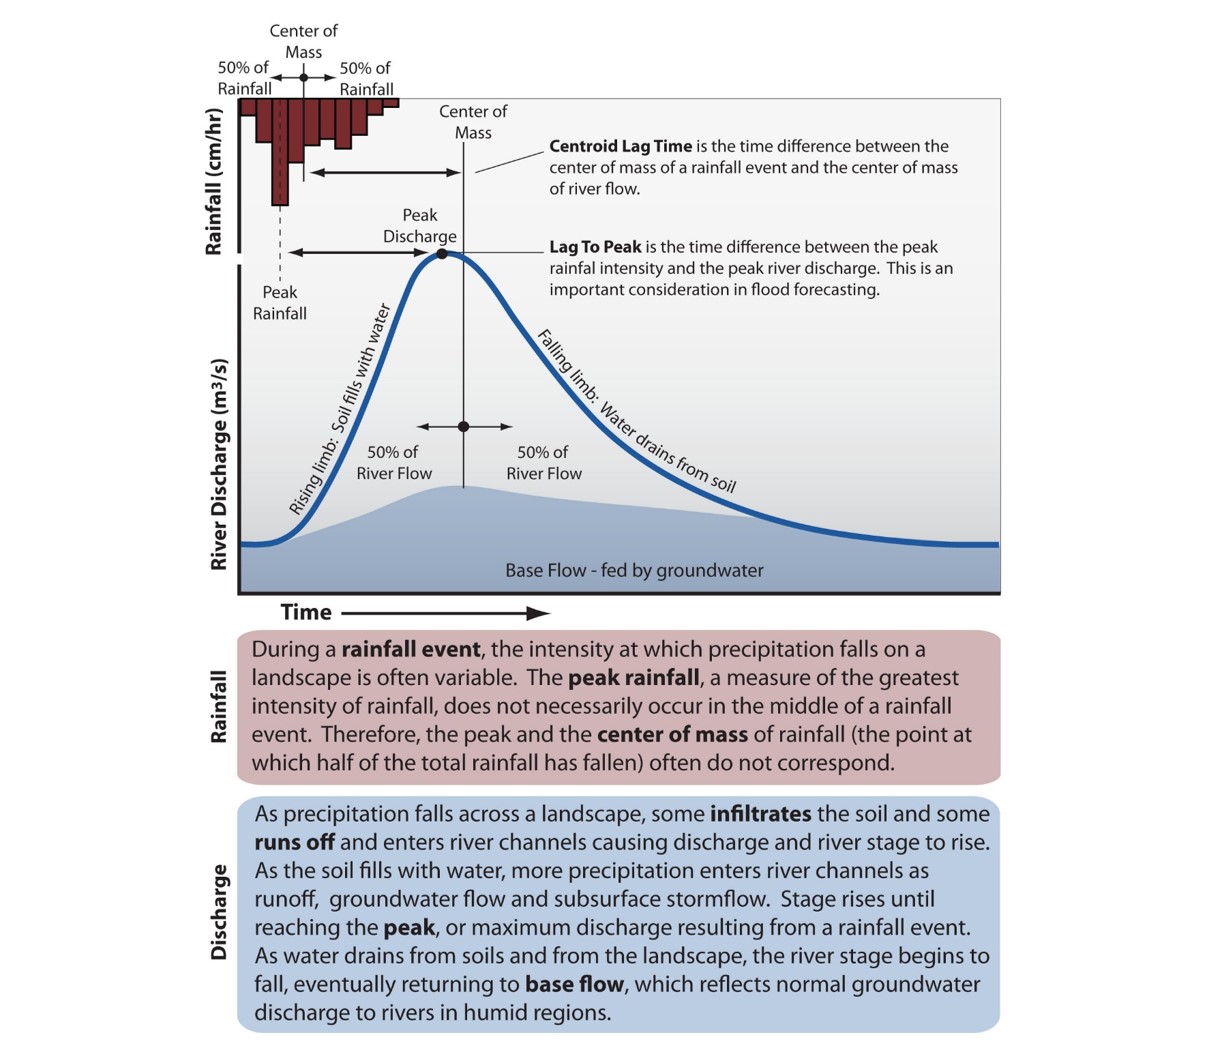 Center of
Mass
50% of
Rainfall
50% of
Rainfall
Rainfall (cm/hr)
Center of
Mass
Centroid Lag Time is the time difference between the
center of mass of a rainfall event and the center of mass
of river flow.
Peak
Discharge
Lag To Peak is the time difference between the peak
rainfal intensity and the peak river discharge. This is an
important consideration in flood forecasting.
Peak
Rainfall
River Discharge (m³/s)
Rising limb: Soil fills with water
Falling limb: Water drains from soil
50% of
River Flow
50% of
River Flow
Base Flow - fed by groundwater
Time
Rainfall
During a rainfall event, the intensity at which precipitation falls on a
landscape is often variable. The peak rainfall, a measure of the greatest
intensity of rainfall, does not necessarily occur in the middle of a rainfall
event. Therefore, the peak and the center of mass of rainfall (the point at
which half of the total rainfall has fallen) often do not correspond.
Discharge
As precipitation falls across a landscape, some infiltrates the soil and some
runs off and enters river channels causing discharge and river stage to rise.
As the soil fills with water, more precipitation enters river channels as
runoff, groundwater flow and subsurface stormflow. Stage rises until
reaching the peak, or maximum discharge resulting from a rainfall event.
As water drains from soils and from the landscape, the river stage begins to
fall, eventually returning to base flow, which reflects normal groundwater
discharge to rivers in humid regions.